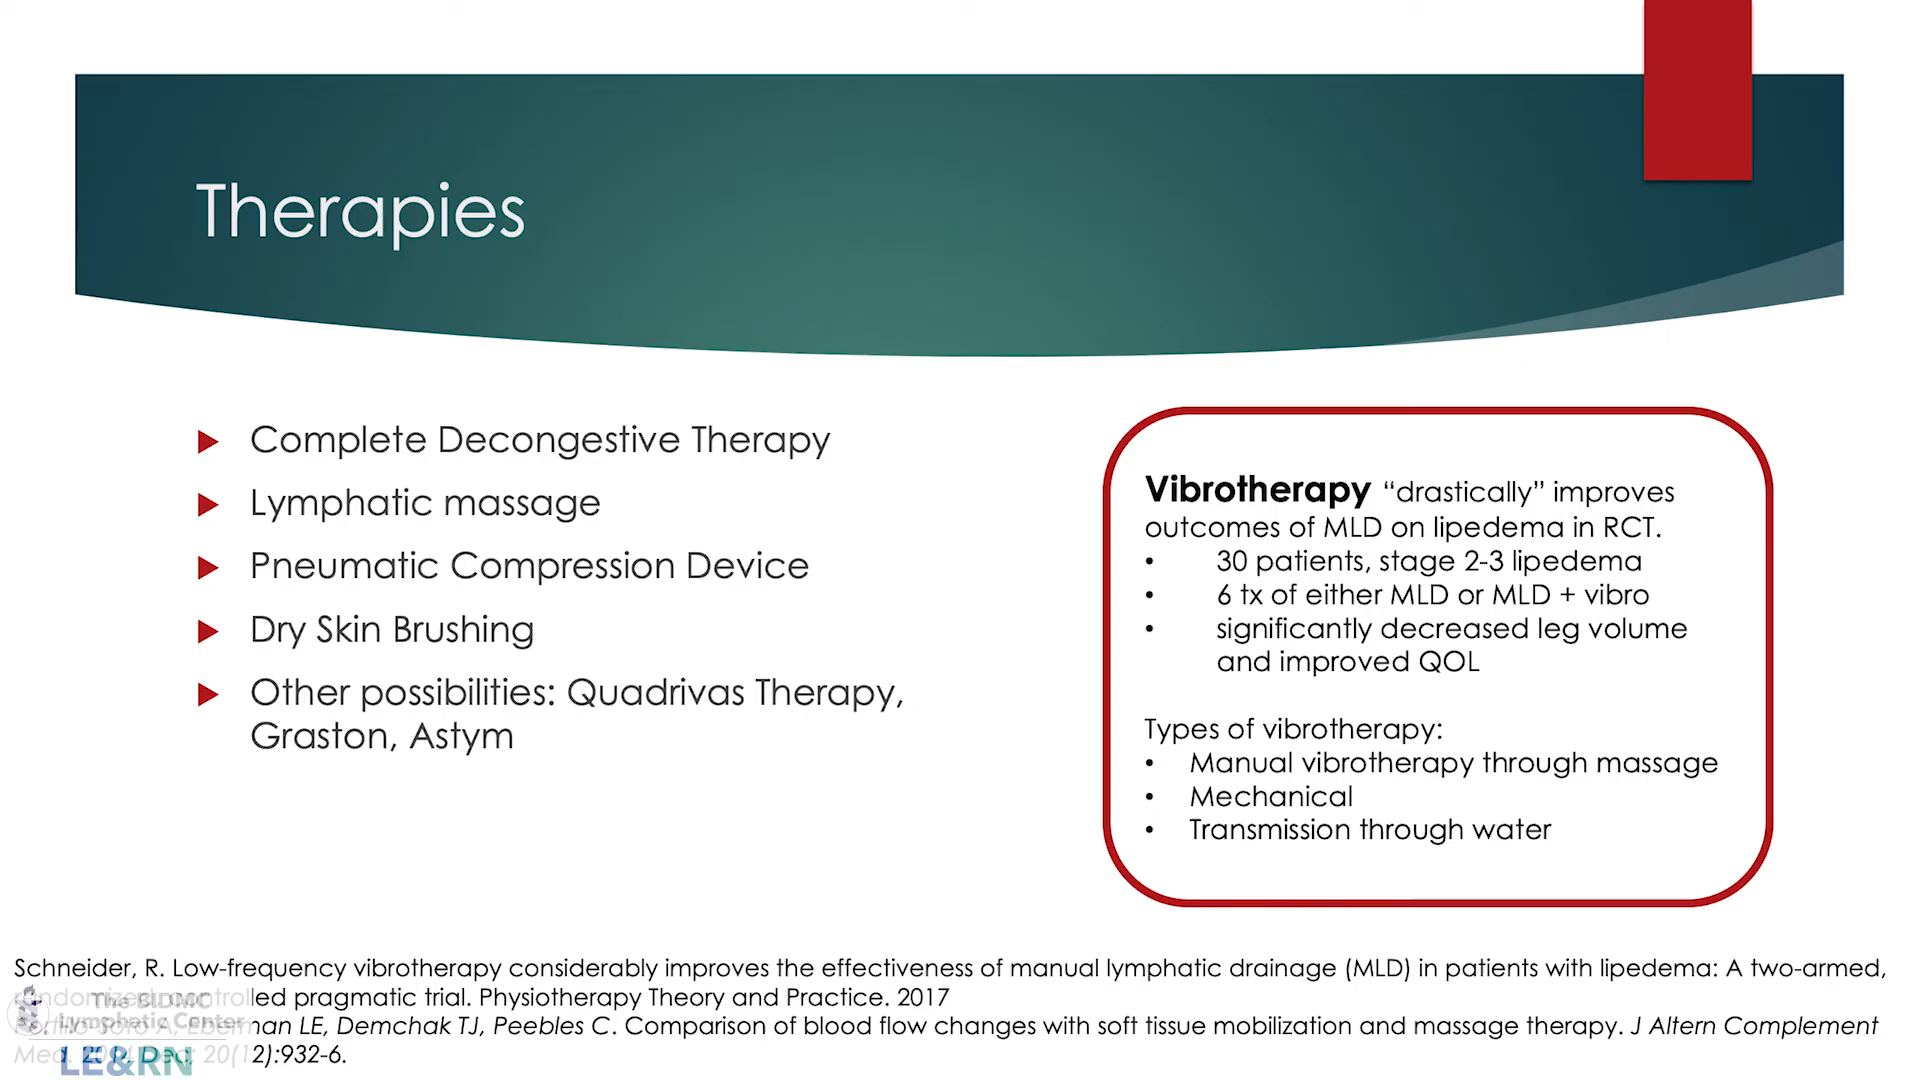 Therapies
Complete Decongestive Therapy
Lymphatic massage
Pneumatic Compression Device
Dry Skin Brushing
Other possibilities: Quadrivas Therapy,
Graston, Astym
Vibrotherapy “drastically” improves
outcomes of MLD on lipedema in RCT.
• 30 patients, stage 2-3 lipedema
• 6 tx of either MLD or MLD + vibro
• significantly decreased leg volume
and improved QOL
Types of vibrotherapy:
• Manual vibrotherapy through massage
• Mechanical
• Transmission through water
Schneider, R. Low-frequency vibrotherapy considerably improves the effectiveness of manual lymphatic drainage (MLD) in patients with lipedema: A two-armed,
randomized, controlled pragmatic trial. Physiotherapy Theory and Practice. 2017
LE, Demchak TJ, Peebles C. Comparison of blood flow changes with soft tissue mobilization and massage therapy. J Altern Complement
Med. 20(12):932-6.
The BIDMC
Lymphatic Center
LE&RN